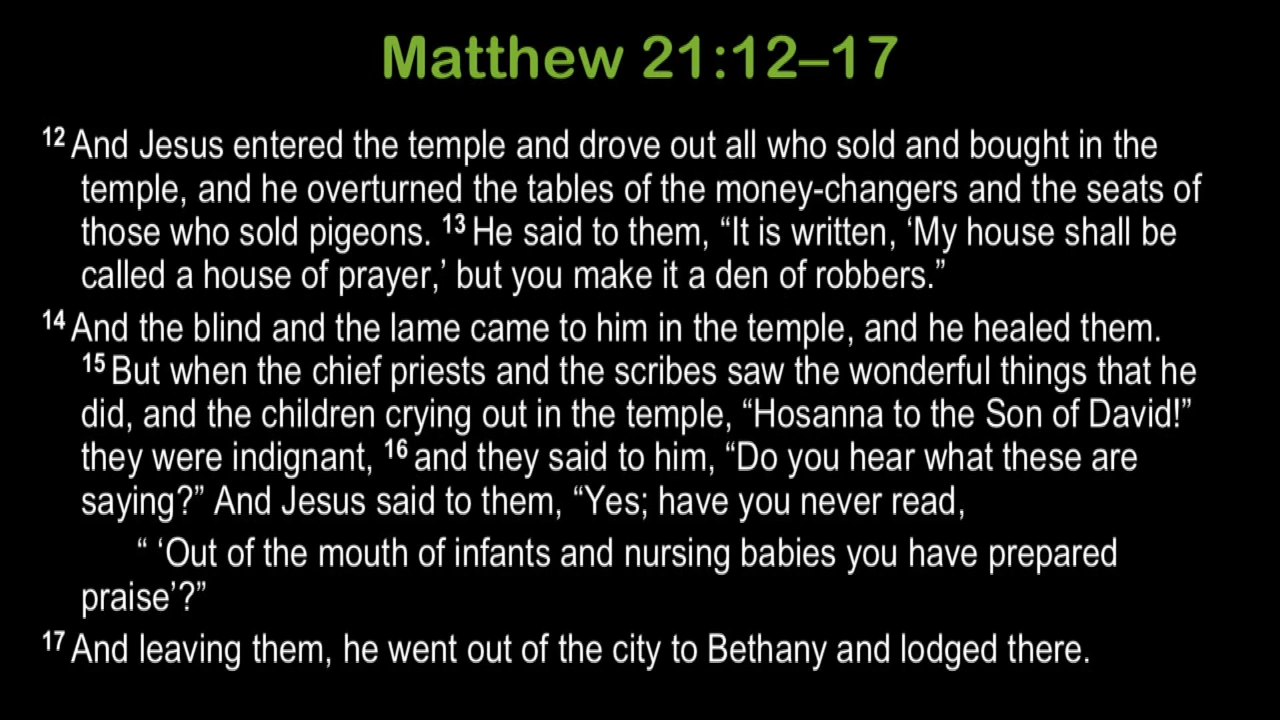 Matthew 21:12–17
12 And Jesus entered the temple and drove out all who sold and bought in the
temple, and he overturned the tables of the money-changers and the seats of
those who sold pigeons. 13 He said to them, “It is written, ‘My house shall be
called a house of prayer,’ but you make it a den of robbers.”
14 And the blind and the lame came to him in the temple, and he healed them.
15 But when the chief priests and the scribes saw the wonderful things that he
did, and the children crying out in the temple, “Hosanna to the Son of David!”
they were indignant, 16 and they said to him, “Do you hear what these are
saying?” And Jesus said to them, “Yes; have you never read,
“ ‘Out of the mouth of infants and nursing babies you have prepared
praise’?”
17 And leaving them, he went out of the city to Bethany and lodged there.